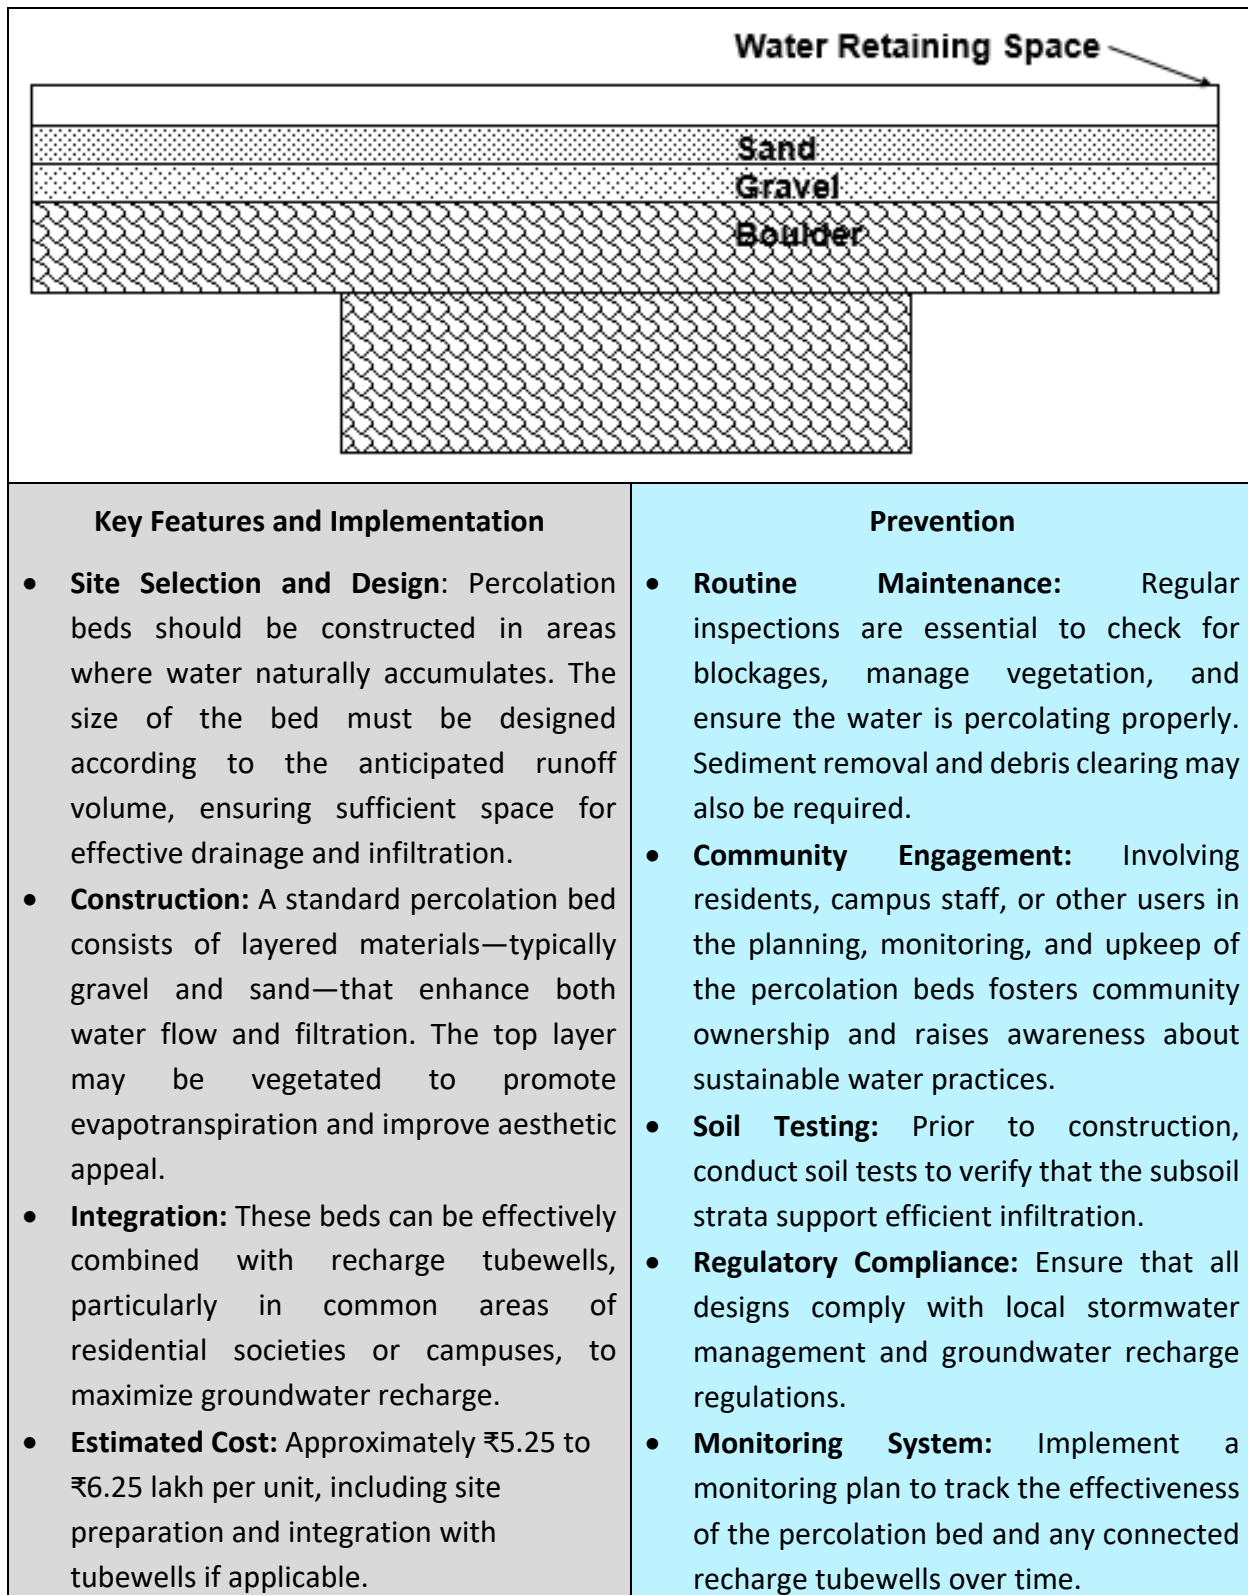 Water Retaining Space
Sand
Gravel
Boulder
Key Features and Implementation
• Site Selection and Design: Percolation
beds should be constructed in areas
where water naturally accumulates. The
size of the bed must be designed
according to the anticipated runoff
volume, ensuring sufficient space for
effective drainage and infiltration.
• Construction: A standard percolation bed
consists of layered materials—typically
gravel and sand—that enhance both
water flow and filtration. The top layer
may be vegetated to promote
evapotranspiration and improve aesthetic
appeal.
• Integration: These beds can be effectively
combined with recharge tubewells,
particularly in common areas of
residential societies or campuses, to
maximize groundwater recharge.
• Estimated Cost: Approximately ₹5.25 to
₹6.25 lakh per unit, including site
preparation and integration with
tubewells if applicable.
Prevention
• Routine Maintenance: Regular
inspections are essential to check for
blockages, manage vegetation, and
ensure the water is percolating properly.
Sediment removal and debris clearing may
also be required.
• Community Engagement: Involving
residents, campus staff, or other users in
the planning, monitoring, and upkeep of
the percolation beds fosters community
ownership and raises awareness about
sustainable water practices.
• Soil Testing: Prior to construction,
conduct soil tests to verify that the subsoil
strata support efficient infiltration.
• Regulatory Compliance: Ensure that all
designs comply with local stormwater
management and groundwater recharge
regulations.
• Monitoring System: Implement a
monitoring plan to track the effectiveness
of the percolation bed and any connected
recharge tubewells over time.